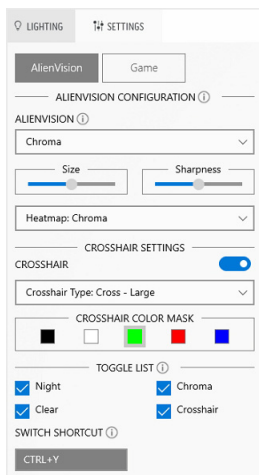 LIGHTING SETTINGS
AlienVision Game
ALIENVISION CONFIGURATION
ALIENVISION
Chroma
Size Sharpness
Heatmap: Chroma
CROSSHAIR SETTINGS
CROSSHAIR
Crosshair Type: Cross - Large
CROSSHAIR COLOR MASK
TOGGLE LIST
Night Chroma
Clear Crosshair
SWITCH SHORTCUT
CTRL+Y